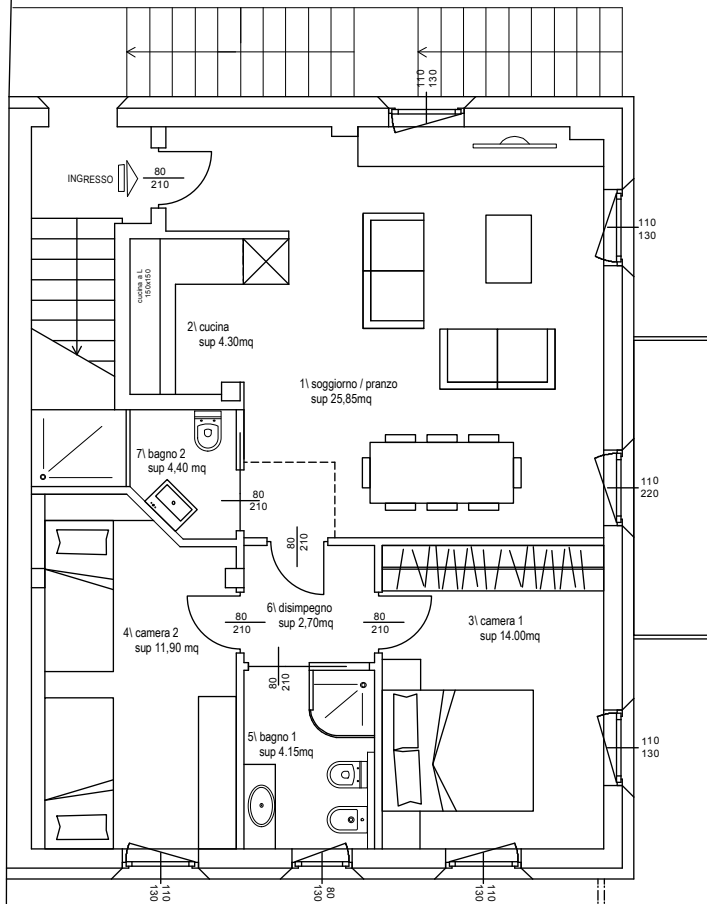 110
130
INGRESSO
80
210
110
130
cucina a L
150x150
2\ cucina
sup 4.30mq
1\ soggiorno / pranzo
sup 25,85mq
7\ bagno 2
sup 4,40 mq
80
210
110
220
80
210
6\ disimpegno
sup 2,70mq
80
210
80
210
3\ camera 1
sup 14.00mq
4\ camera 2
sup 11,90 mq
80
210
5\ bagno 1
sup 4.15mq
110
130
110
130
80
130
110
130